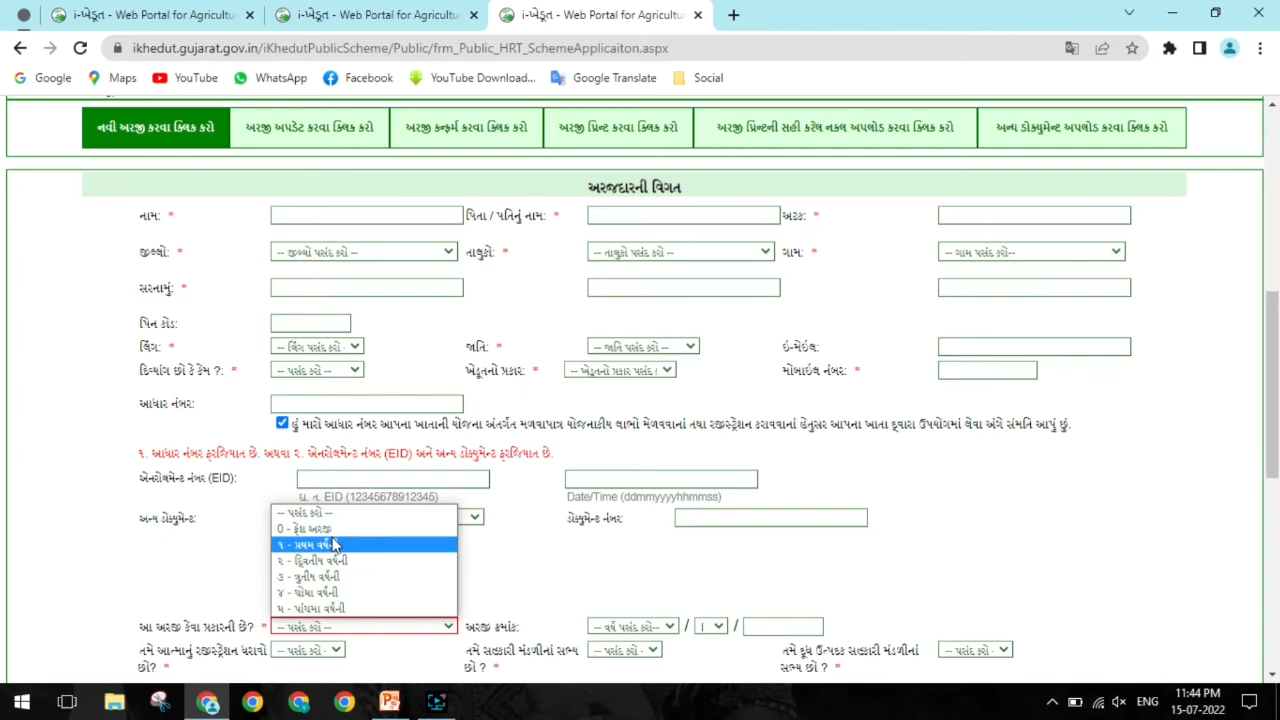 i-ખેડૂત - Web Portal for Agricultu
i-ખેડૂત - Web Portal for Agricultu
i-ખેડૂત - Web Portal for Agricultu
ikhedut.gujarat.gov.in/iKhedutPublicScheme/Public/frm_Public_HRT_SchemeApplicaiton.aspx
Google Maps YouTube WhatsApp Facebook YouTube Download... Google Translate Social
નવી અરજી કરવા ક્લિક કરો અરજી અપડેટ કરવા ક્લિક કરો અરજી કન્ફર્મ કરવા ક્લિક કરો અરજી પ્રિન્ટ કરવા ક્લિક કરો અરજી પ્રિન્ટની સહી કરેલ નકલ અપલોડ કરવા ક્લિક કરો અન્ય ડોક્યુમેન્ટ અપલોડ કરવા ક્લિક કરો
અરજદારની વિગત
નામ: * પિતા / પતિનું નામ: * અટક: *
જીલ્લો: * -- જીલ્લો પસંદ કરો -- તાલુકો: * -- તાલુકો પસંદ કરો -- ગામ: * -- ગામ પસંદ કરો--
સરનામું: *
પિન કોડ:
લિંગ: * -- લિંગ પસંદ કરો - જાતિ: * -- જાતિ પસંદ કરો -- ઇ-મેઇલ:
દિવ્યાંગ છો કે કેમ ?: * -- પસંદ કરો -- ખેડૂતનો પ્રકાર: * -- ખેડૂતનો પ્રકાર પસંદ મોબાઇલ નંબર: *
આધાર નંબર:
હું મારો આધાર નંબર આપના ખાતાની યોજના અંતર્ગત મળવાપાત્ર યોજનાકીય લાભો મેળવવાનાં તથા રજીસ્ટ્રેશન કરાવવાનાં હેતુસર આપના ખાતા દ્વારા ઉપયોગમાં લેવા અંગે સંમતિ આપું છું.
૧. આધાર નંબર ફરજિયાત છે. અથવા ૨. એનરોલમેન્ટ નંબર (EID) અને અન્ય ડોક્યુમેન્ટ ફરજિયાત છે.
એનરોલમેન્ટ નંબર (EID):
દા. ત. EID (12345678912345) Date/Time (ddmmyyyyhhmmss)
અન્ય ડોક્યુમેન્ટ: ડોક્યુમેન્ટ નંબર:
-- પસંદ કરો --
0 - ફ્રેશ અરજી
૧ - પ્રથમ વર્ષની
૨ - દ્વિતીય વર્ષની
૩ - ત્રુતીય વર્ષની
૪ - ચોથા વર્ષની
૫ - પાંચમા વર્ષની
આ અરજી કેવા પ્રકારની છે? * -- પસંદ કરો -- અરજી ક્રમાંક: -- વર્ષ પસંદ કરો-- / I / 
તમે આત્માનું રજીસ્ટ્રેશન ધરાવો છો? * -- પસંદ કરો - તમે સહકારી મંડળીના સભ્ય છો ? * -- પસંદ કરો - તમે દૂધ ઉત્પાદક સહકારી મંડળીનાં સભ્ય છો ? * -- પસંદ કરો -
ENG
11:44 PM
15-07-2022